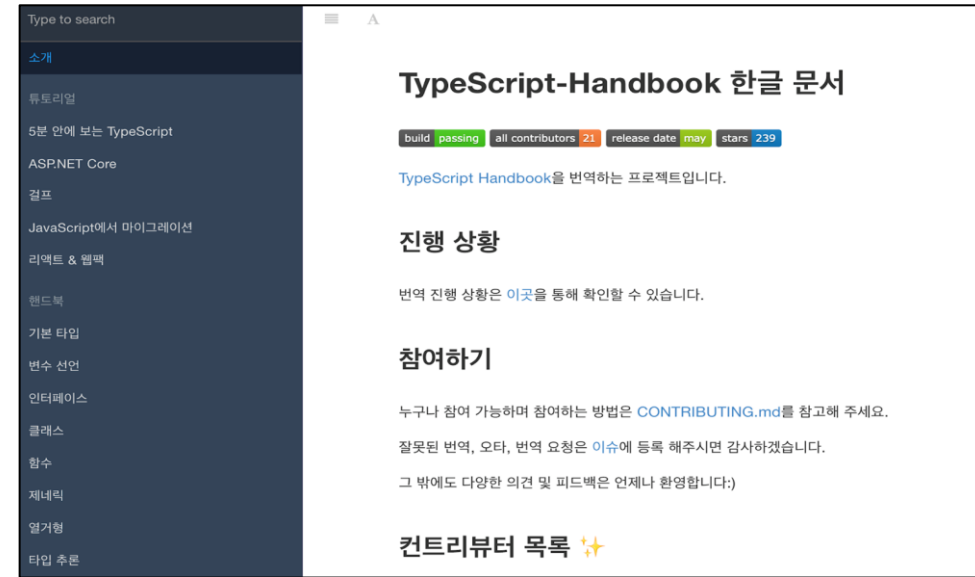 Type to search
소개
튜토리얼
5분 안에 보는 TypeScript
ASP.NET Core
걸프
JavaScript에서 마이그레이션
리액트 & 웹팩
핸드북
기본 타입
변수 선언
인터페이스
클래스
함수
제네릭
열거형
타입 추론
A
TypeScript-Handbook 한글 문서
build passing all contributors 21 release date may stars 239
TypeScript Handbook을 번역하는 프로젝트입니다.
진행 상황
번역 진행 상황은 이곳을 통해 확인할 수 있습니다.
참여하기
누구나 참여 가능하며 참여하는 방법은 CONTRIBUTING.md를 참고해 주세요.
잘못된 번역, 오타, 번역 요청은 이슈에 등록 해주시면 감사하겠습니다.
그 밖에도 다양한 의견 및 피드백은 언제나 환영합니다:)
컨트리뷰터 목록 ✨